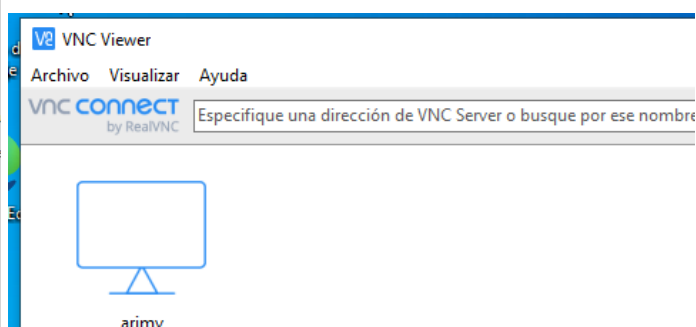 VNC Viewer
Archivo Visualizar Ayuda
vnc connect
by RealVNC
Especifique una dirección de VNC Server o busque por ese nombre
arimy